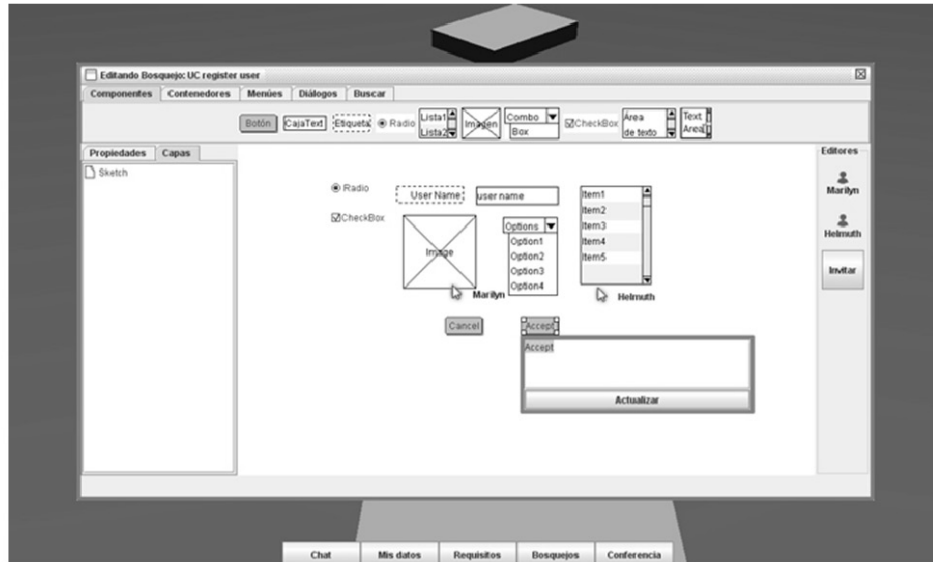 Editando Bosquejo: UC register user
Componentes Contenedores Menúes Diálogos Buscar
Botón CajaText Etiqueta Radio Lista1 Lista2 Imagen Combo Box CheckBox Área de texto Text Area
Propiedades Capas
Sketch
Editores
Marilyn
Helmuth
Invitar
Radio User Name: user name
CheckBox
Image
Options
Option1
Option2
Option3
Option4
Item1
Item2
Item3
Item4
Item5
Marilyn
Helmuth
Cancel Accept
Accept
Actualizar
Chat Mis datos Requisitos Bosquejos Conferencia